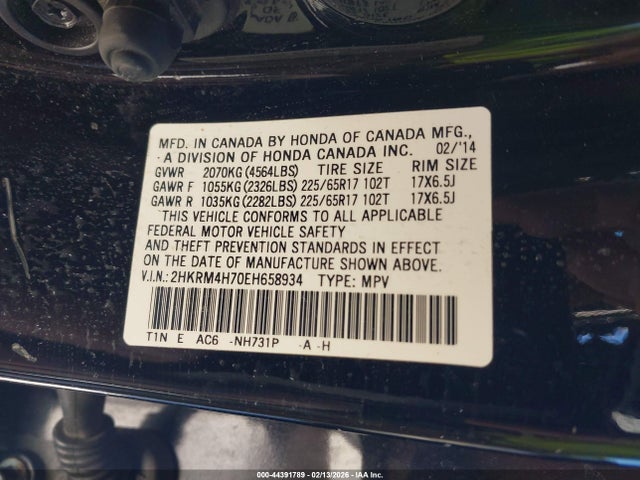 MFD. IN CANADA BY HONDA OF CANADA MFG.,
A DIVISION OF HONDA CANADA INC. 02/'14
GVWR 2070KG (4564LBS) TIRE SIZE RIM SIZE
GAWR F 1055KG (2326LBS) 225/65R17 102T 17X6.5J
GAWR R 1035KG (2282LBS) 225/65R17 102T 17X6.5J
THIS VEHICLE CONFORMS TO ALL APPLICABLE
FEDERAL MOTOR VEHICLE SAFETY
AND THEFT PREVENTION STANDARDS IN EFFECT
ON THE DATE OF MANUFACTURE SHOWN ABOVE.
V.I.N.: 2HKRM4H70EH658934 TYPE: MPV
T1N E AC6 -NH731P -A -H
000-44391789 - 02/13/2026 - IAA Inc.